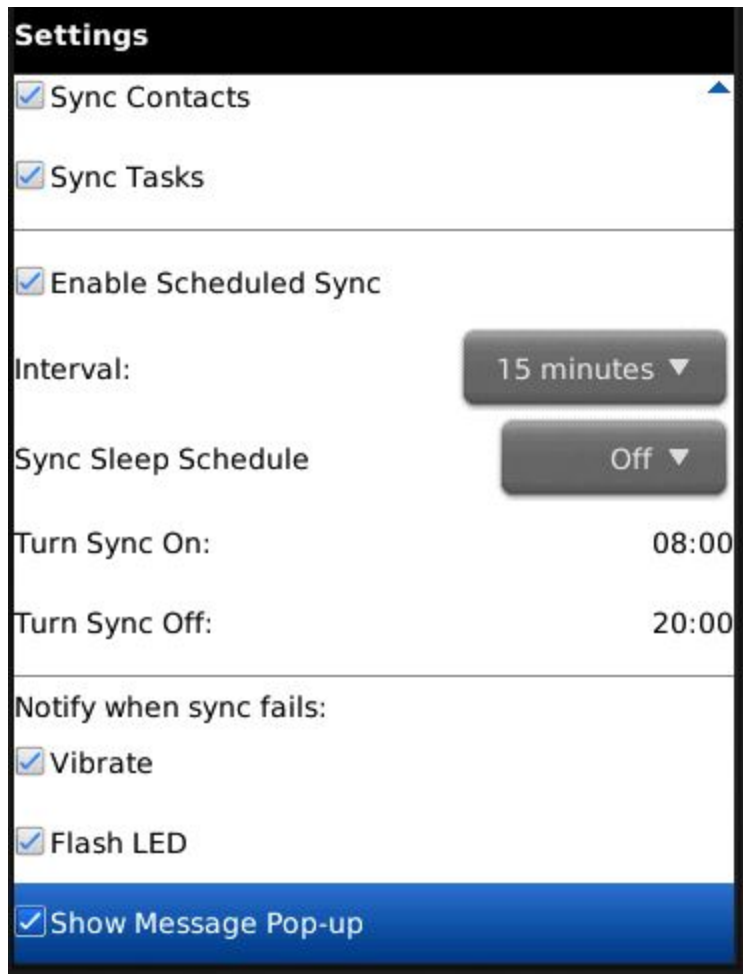 Settings
Sync Contacts
Sync Tasks
Enable Scheduled Sync
Interval: 15 minutes
Sync Sleep Schedule Off
Turn Sync On: 08:00
Turn Sync Off: 20:00
Notify when sync fails:
Vibrate
Flash LED
Show Message Pop-up